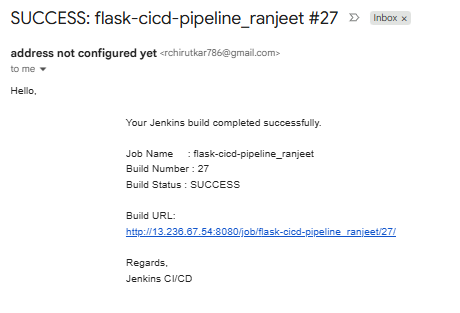 SUCCESS: flask-cicd-pipeline_ranjeet #27 Inbox x
address not configured yet <rchirutkar786@gmail.com>
to me
Hello,
Your Jenkins build completed successfully.
Job Name : flask-cicd-pipeline_ranjeet
Build Number : 27
Build Status : SUCCESS
Build URL:
http://13.236.67.54:8080/job/flask-cicd-pipeline_ranjeet/27/
Regards,
Jenkins CI/CD